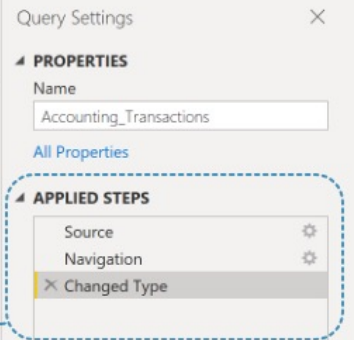 Query Settings
PROPERTIES
Name
Accounting_Transactions
All Properties
APPLIED STEPS
Source
Navigation
Changed Type